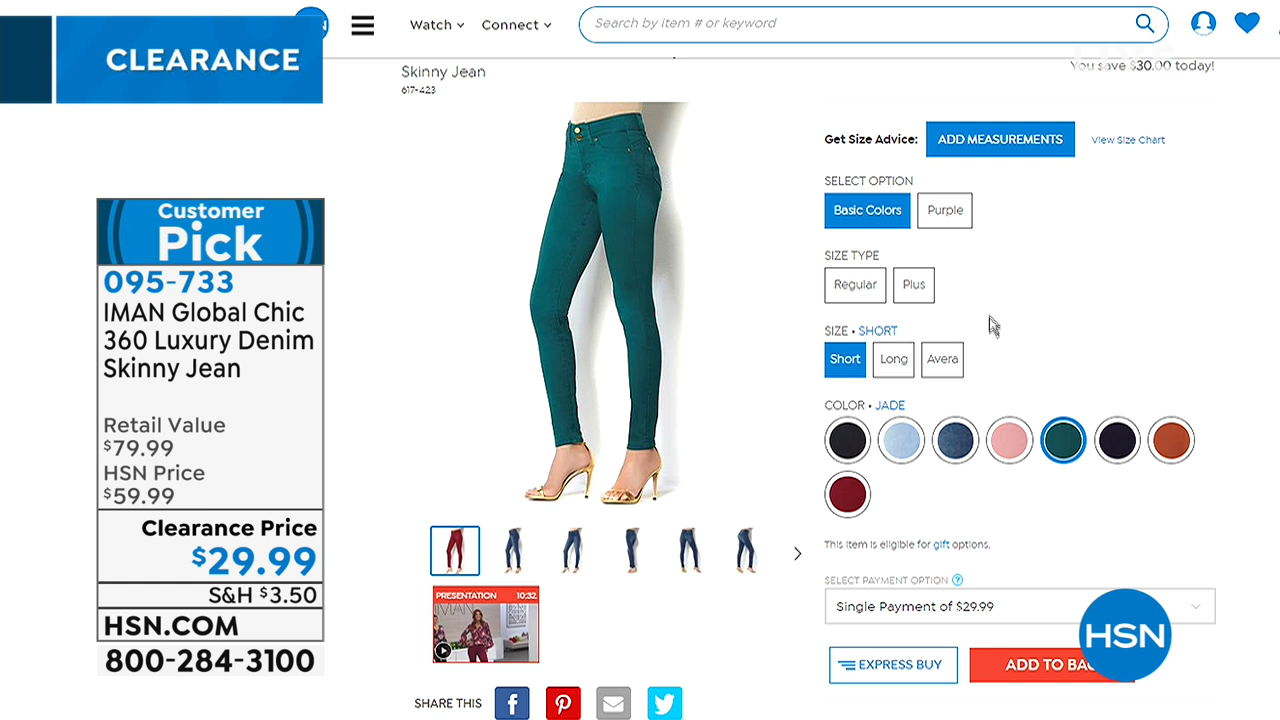 CLEARANCE
Watch
Connect
Search by item # or keyword
Skinny Jean
617-423
You save $30.00 today!
Get Size Advice:
ADD MEASUREMENTS
View Size Chart
SELECT OPTION
Basic Colors
Purple
SIZE TYPE
Regular
Plus
SIZE • SHORT
Short
Long
Avera
COLOR • JADE
This item is eligible for gift options.
SELECT PAYMENT OPTION ?
Single Payment of $29.99
HSN
EXPRESS BUY
ADD TO BA
PRESENTATION 10:32
IMAN
SHARE THIS
Customer
Pick
095-733
IMAN Global Chic
360 Luxury Denim
Skinny Jean
Retail Value
$79.99
HSN Price
$59.99
Clearance Price
$29.99
S&H $3.50
HSN.COM
800-284-3100